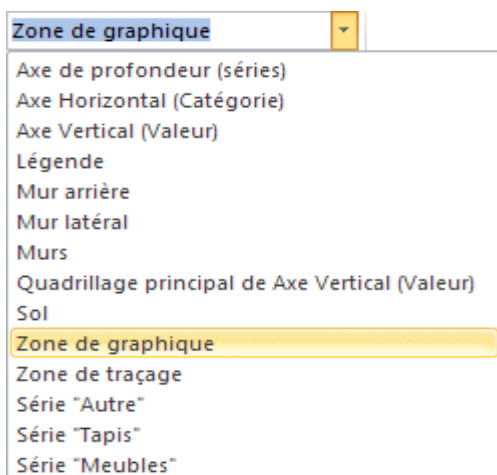 Zone de graphique
Axe de profondeur (séries)
Axe Horizontal (Catégorie)
Axe Vertical (Valeur)
Légende
Mur arrière
Mur latéral
Murs
Quadrillage principal de Axe Vertical (Valeur)
Sol
Zone de graphique
Zone de traçage
Série "Autre"
Série "Tapis"
Série "Meubles"